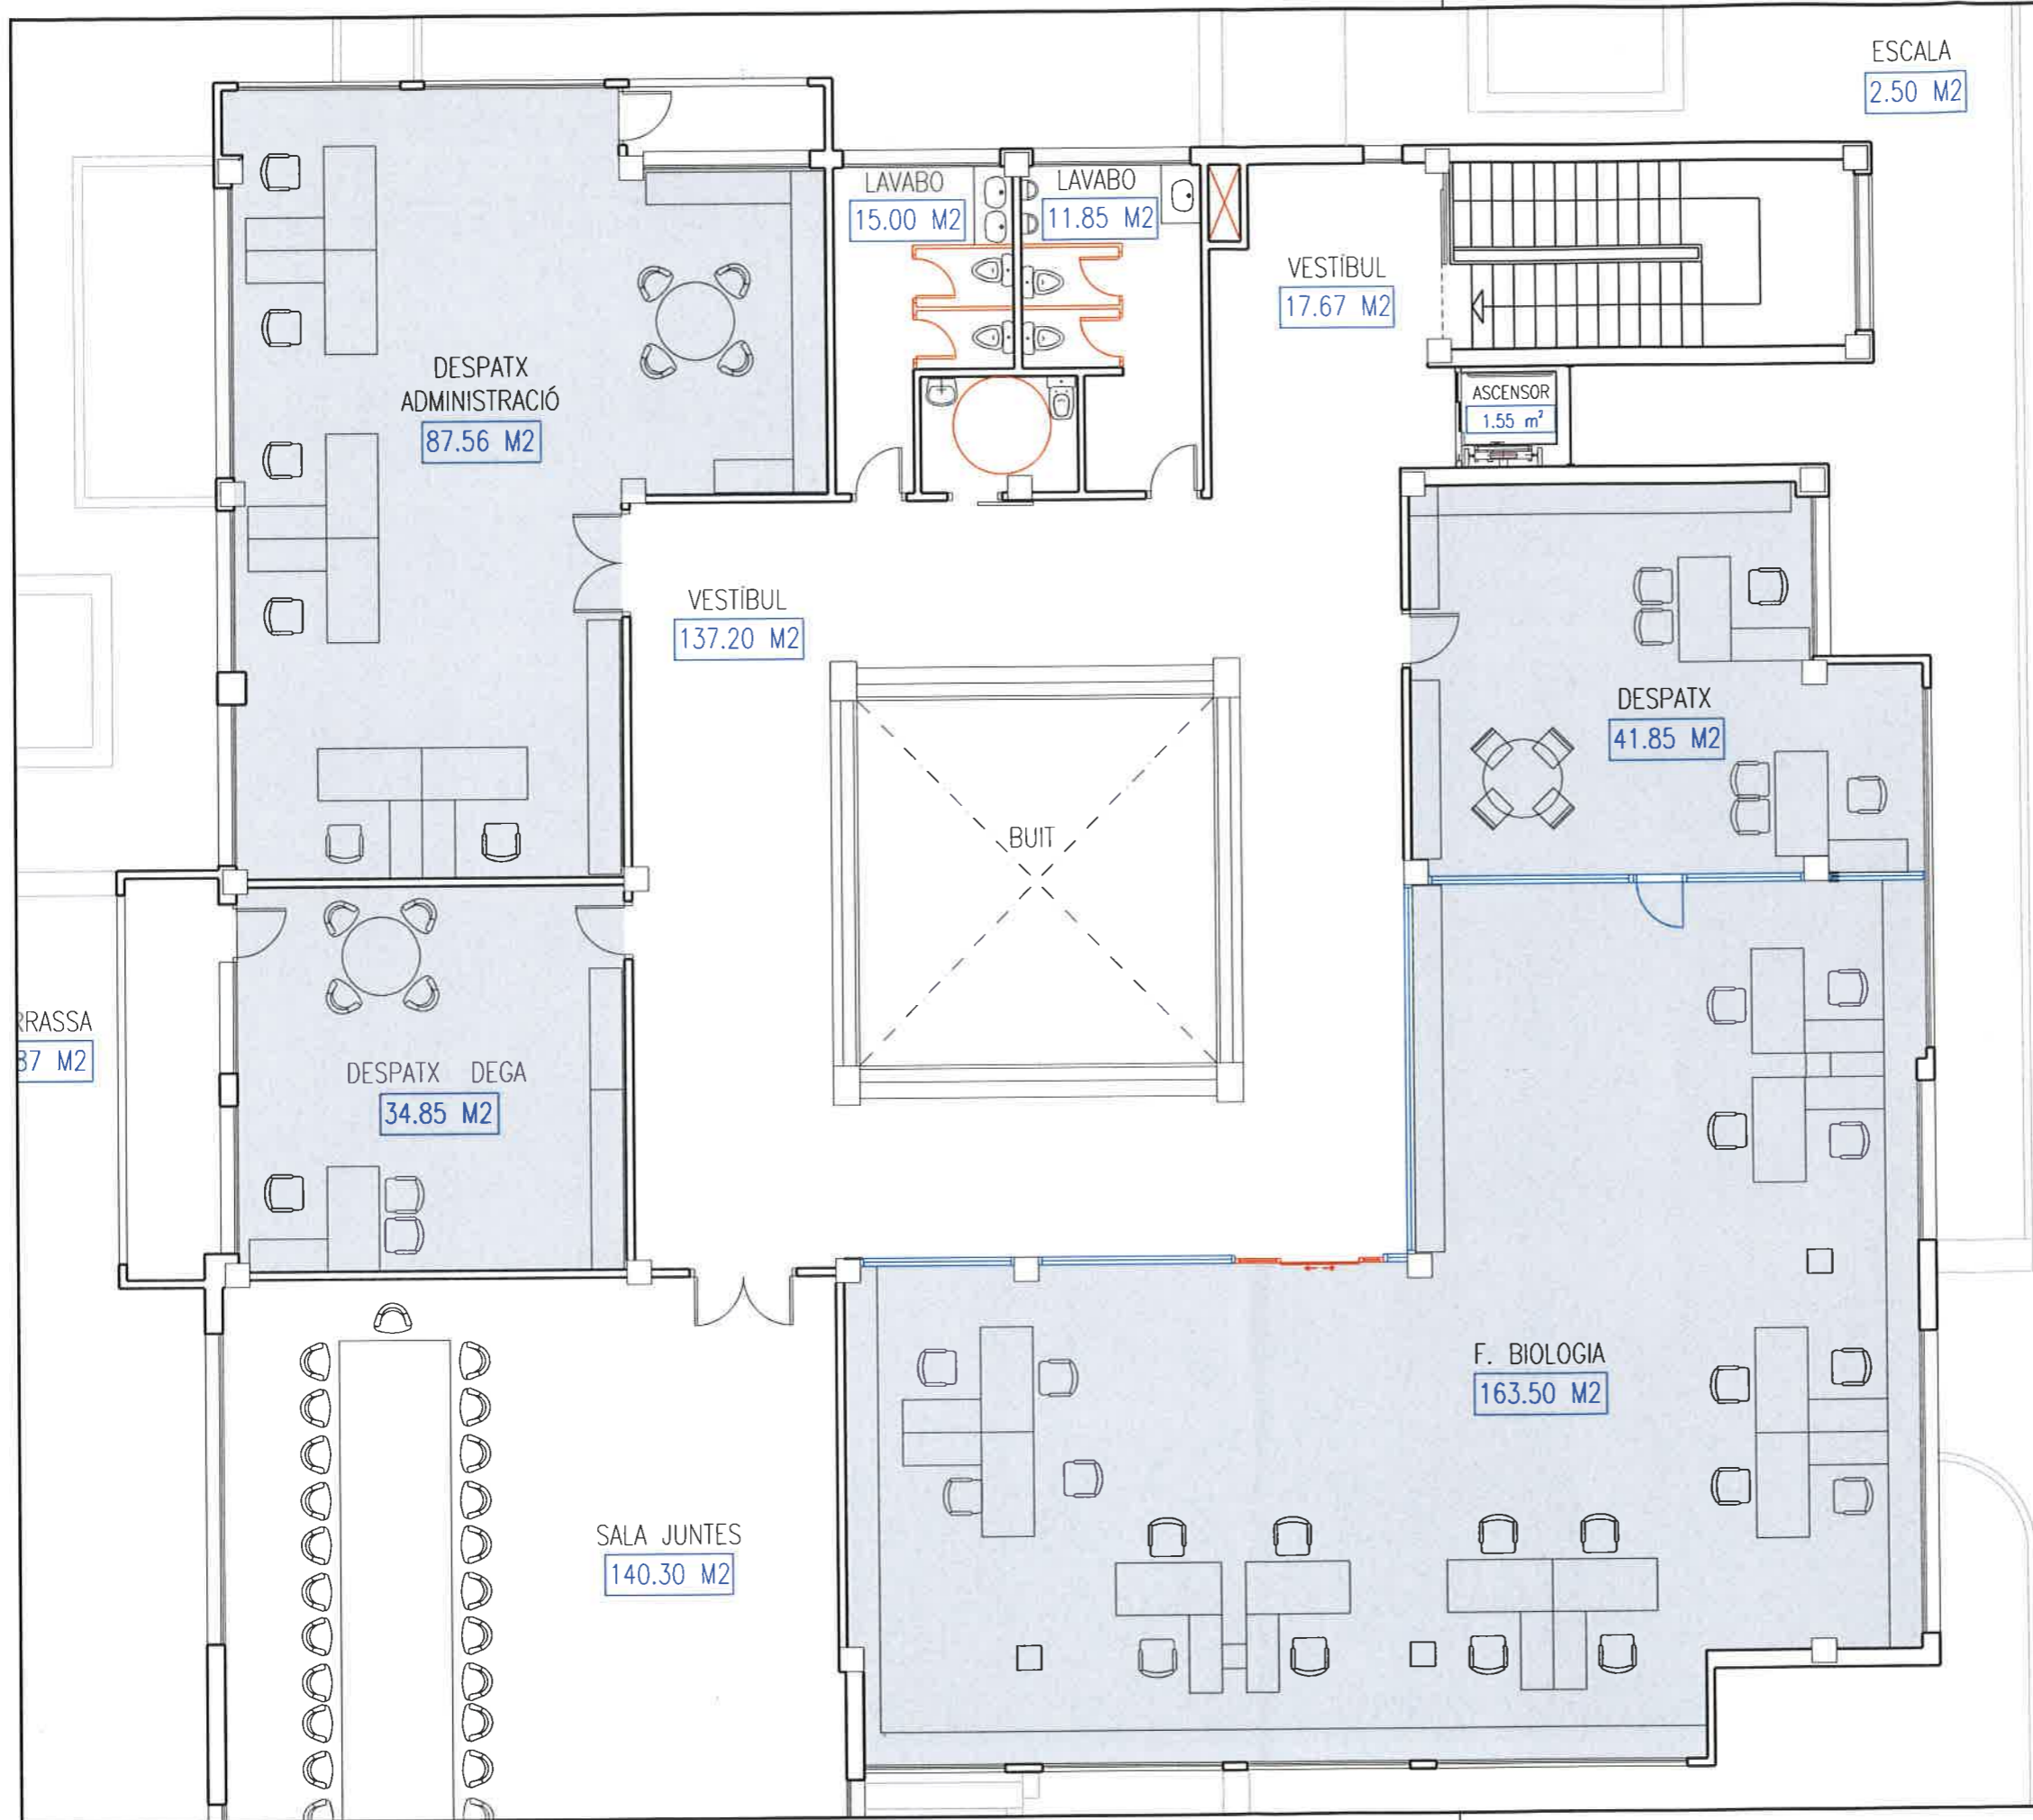 ESCALA
2.50 M2
LAVABO
15.00 M2
LAVABO
11.85 M2
VESTÍBUL
17.67 M2
DESPATX
ADMINISTRACIÓ
87.56 M2
ASCENSOR
1.55 m²
VESTÍBUL
137.20 M2
DESPATX
41.85 M2
BUIT
RRASSA
37 M2
DESPATX DEGA
34.85 M2
F. BIOLOGIA
163.50 M2
SALA JUNTES
140.30 M2